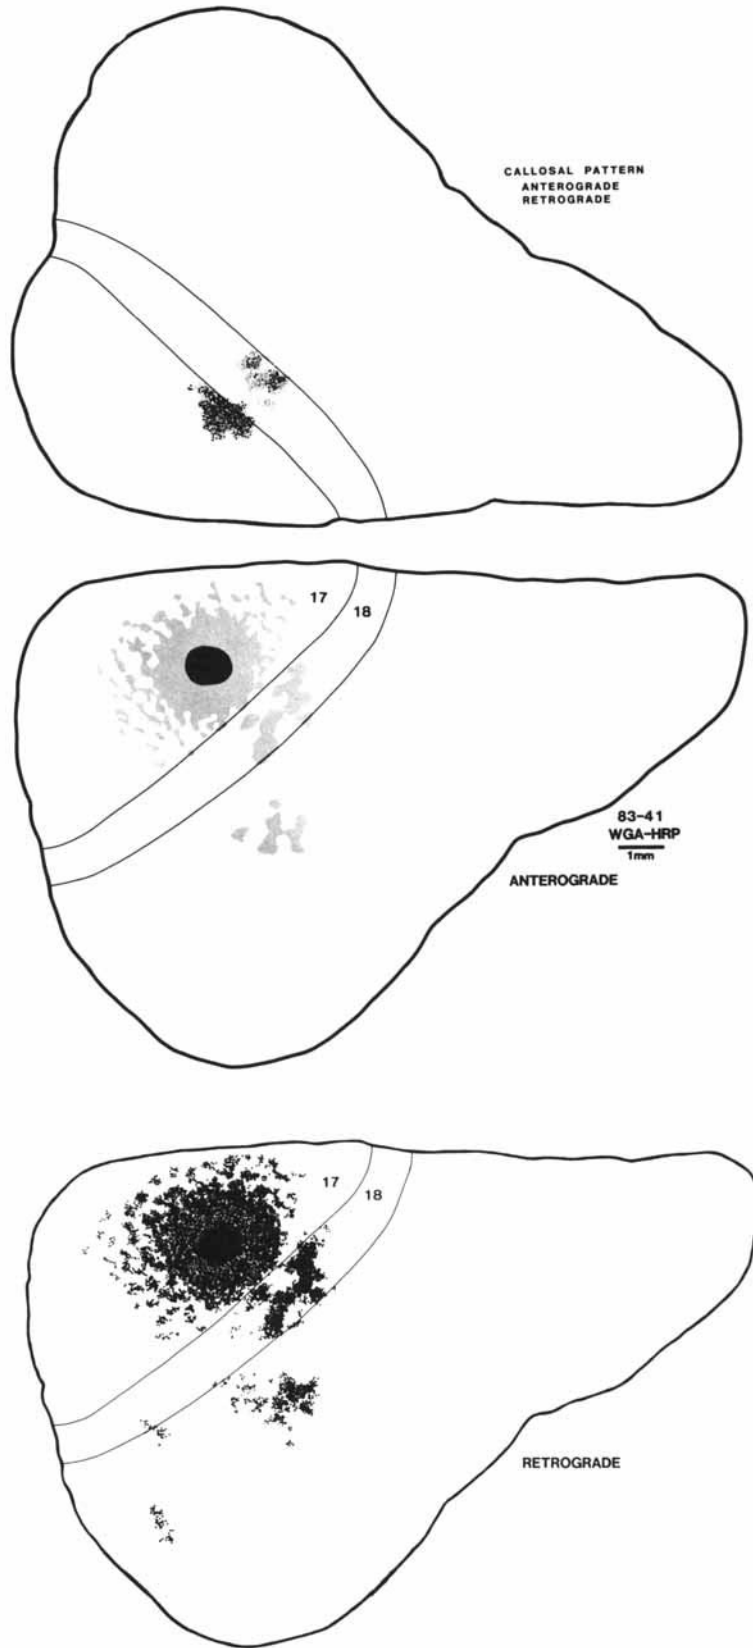 CALLOSAL PATTERN
ANTEROGRADE
RETROGRADE
17
18
83-41
WGA-HRP
1mm
ANTEROGRADE
17
18
RETROGRADE